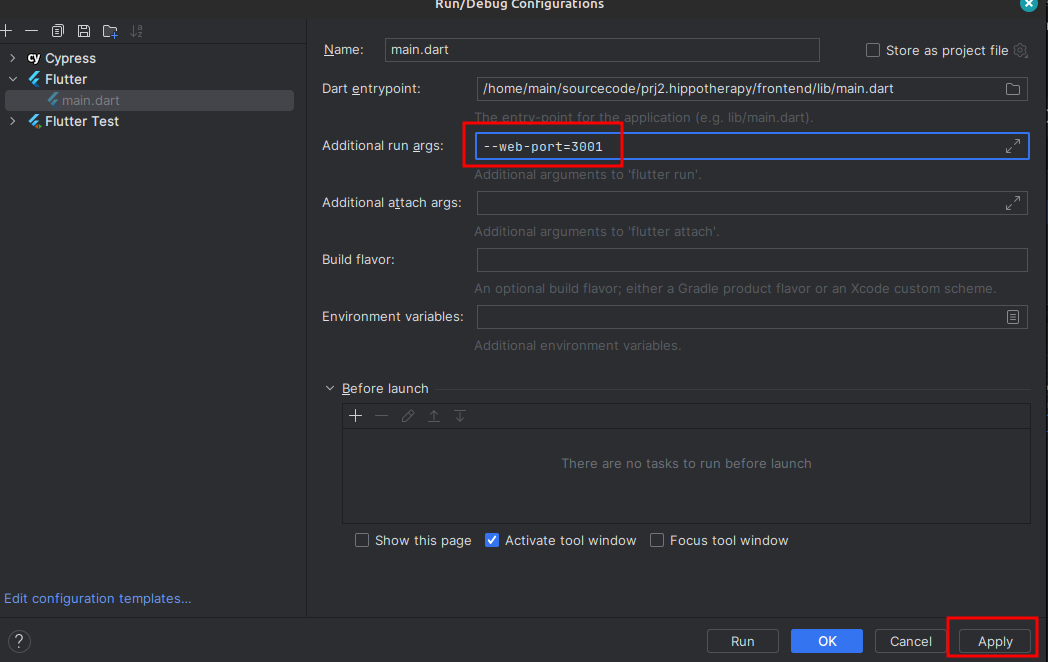 Run/Debug Configurations
Cypress
Flutter
main.dart
Flutter Test
Edit configuration templates...
Name: main.dart Store as project file
Dart entrypoint: /home/main/sourcecode/prj2.hippotherapy/frontend/lib/main.dart
The entry-point for the application (e.g. lib/main.dart).
Additional run args: --web-port=3001
Additional arguments to 'flutter run'.
Additional attach args:
Additional arguments to 'flutter attach'.
Build flavor:
An optional build flavor; either a Gradle product flavor or an Xcode custom scheme.
Environment variables:
Additional environment variables.
Before launch
There are no tasks to run before launch
Show this page Activate tool window Focus tool window
? Run OK Cancel Apply